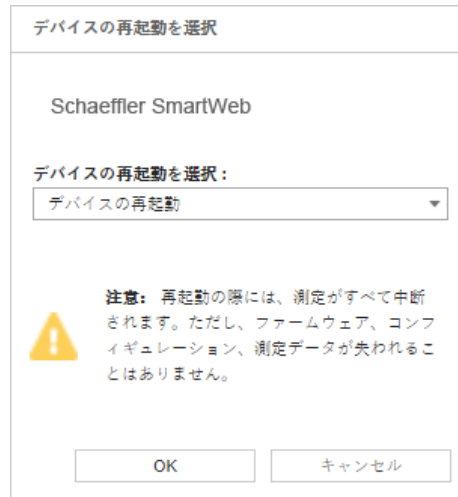 デバイスの再起動を選択
Schaeffler SmartWeb
デバイスの再起動を選択：
デバイスの再起動
注意： 再起動の際には、測定がすべて中断
されます。ただし、ファームウェア、コンフ
ィギュレーション、測定データが失われるこ
とはありません。
OK
キャンセル